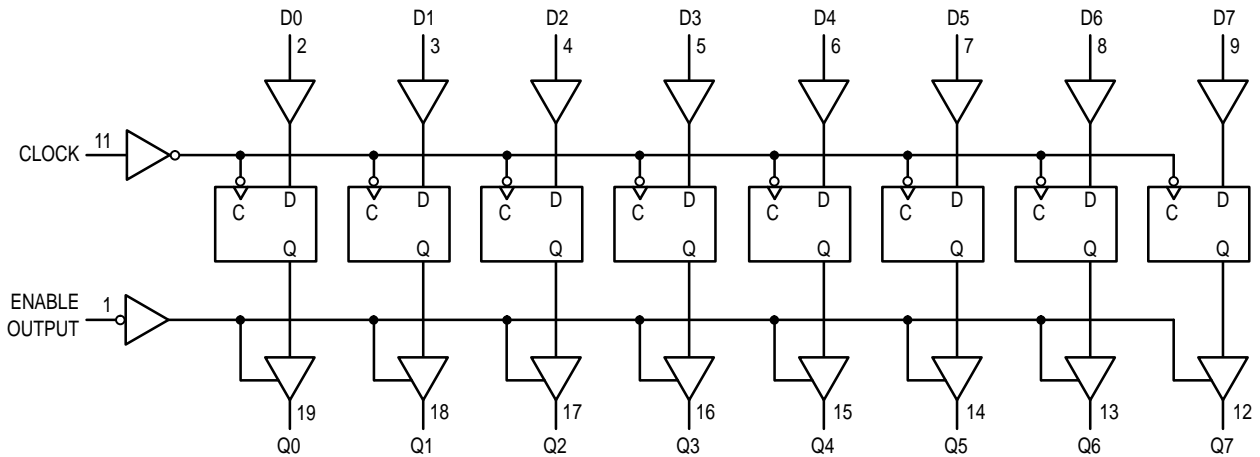 D0 D1 D2 D3 D4 D5 D6 D7
2 3 4 5 6 7 8 9
CLOCK 11
C D C D C D C D C D C D C D C D
Q Q Q Q Q Q Q Q
ENABLE
OUTPUT
1
19 18 17 16 15 14 13 12
Q0 Q1 Q2 Q3 Q4 Q5 Q6 Q7